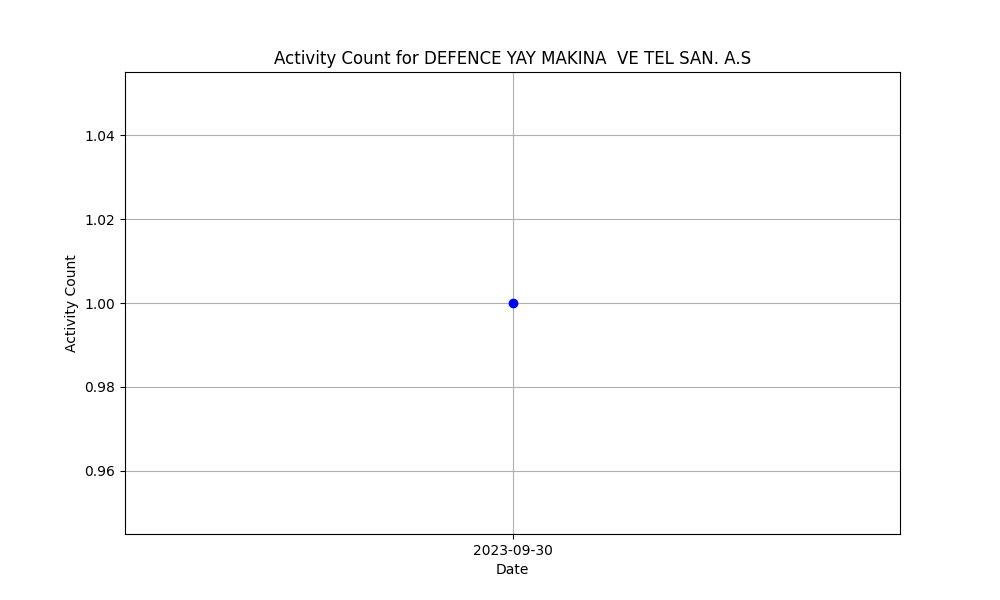 Activity Count for DEFENCE YAY MAKINA  VE TEL SAN. A.S
1.04
1.02
1.00
0.98
0.96
Activity Count
2023-09-30
Date